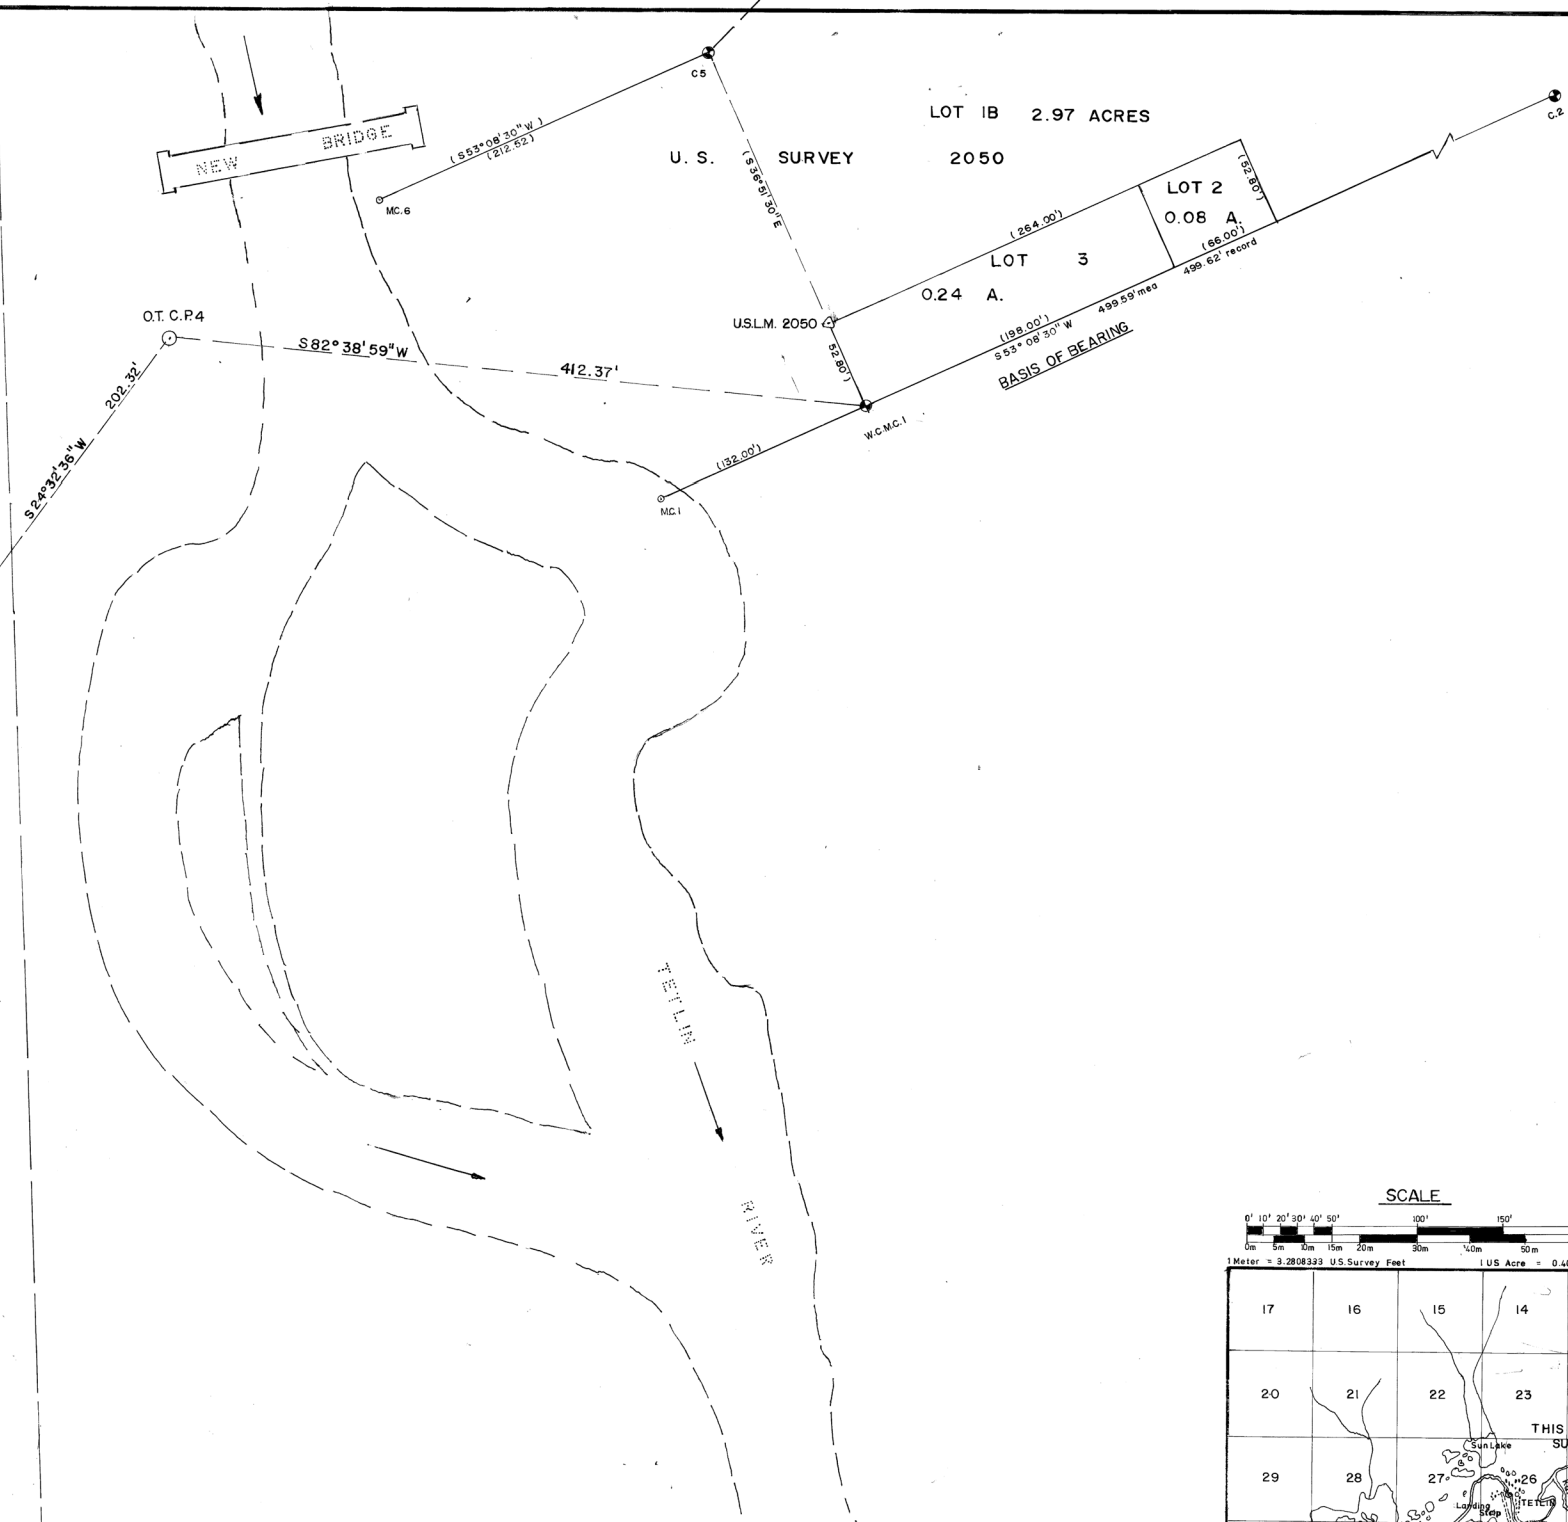 C5
LOT 1B 2.97 ACRES
C.2
NEW BRIDGE
(S53°08'30"W)
(212.52)
U. S. SURVEY 2050
(S36°51'30"E
(52.80')
LOT 2
0.08 A.
M.C.6
(264.00')
(66.00')
499.62' record
LOT 3
0.24 A.
499.59' mea
O.T. C.P.4
U.S.L.M. 2050
(198.00')
S 53° 08' 30" W
BASIS OF BEARING
S82°38'59"W
412.37'
52.80')
202.32'
S24°32'36"W
W.C.M.C.1
(132.00')
M.C.1
TETLIN
RIVER
SCALE
0' 10' 20' 30' 40' 50' 100' 150'
0m 5m 10m 15m 20m 30m 40m 50m
1 Meter = 3.2808333 U.S. Survey Feet 1 US Acre = 0.40
17 16 15 14
20 21 22 23
THIS
SU
Sun Lake
29 28 27 26
Landing
Strip
TETLIN